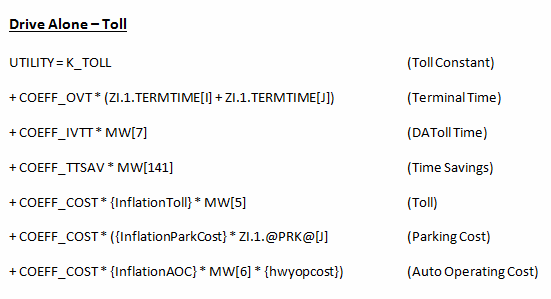 Drive Alone – Toll
UTILITY = K_TOLL (Toll Constant)
+ COEFF_OVT * (ZI.1.TERMTIME[I] + ZI.1.TERMTIME[J]) (Terminal Time)
+ COEFF_IVTT * MW[7] (DAToll Time)
+ COEFF_TTSAV * MW[141] (Time Savings)
+ COEFF_COST * {InflationToll} * MW[5] (Toll)
+ COEFF_COST * ({InflationParkCost} * ZI.1.@PRK@[J] (Parking Cost)
+ COEFF_COST * {InflationAOC} * MW[6] * {hwyopcost}) (Auto Operating Cost)